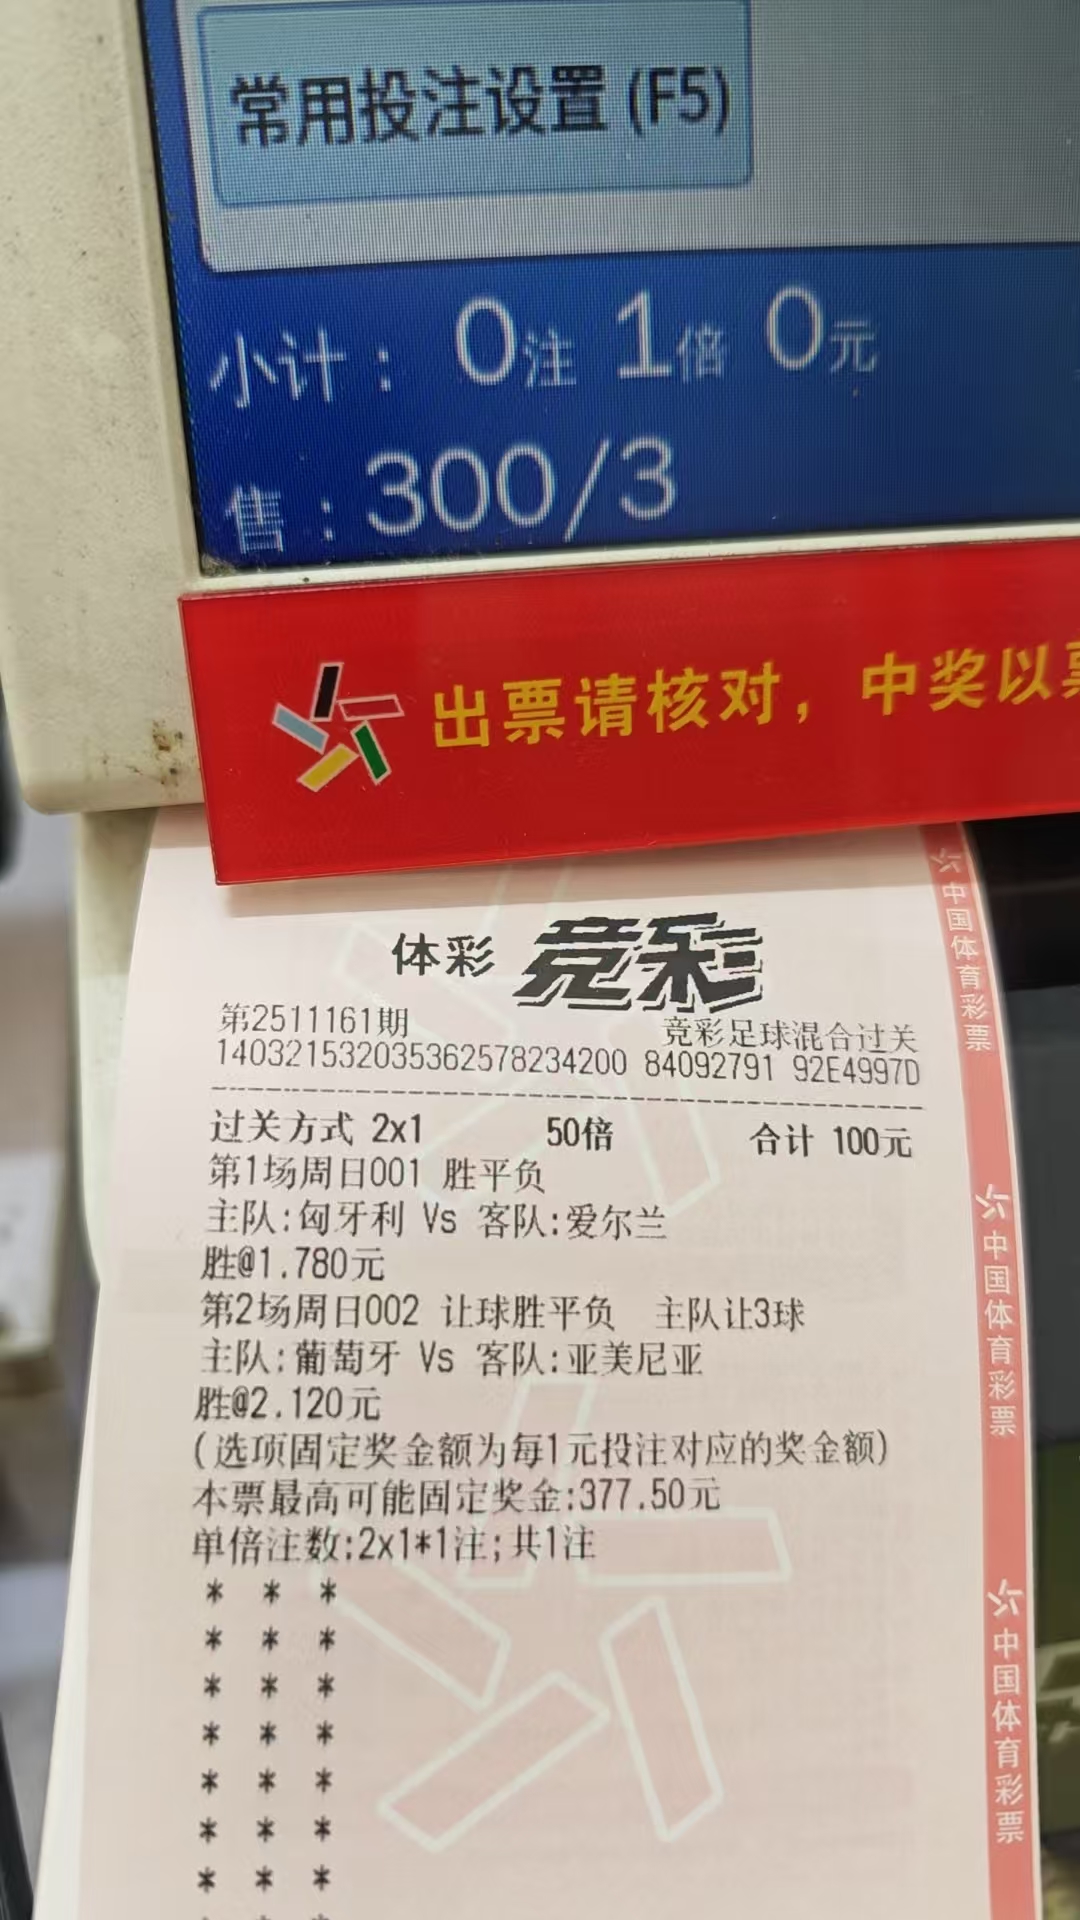 常用投注设置(F5)
小计： 0注 1倍 0元
售：300/3
出票请核对，中奖以
体彩 竞彩
第2511161期 竞彩足球混合过关
140321532035362578234200 84092791 92E4997D
过关方式 2x1 50倍 合计 100元
第1场周日001 胜平负
主队:匈牙利 Vs 客队:爱尔兰
胜@1.780元
第2场周日002 让球胜平负 主队让3球
主队:葡萄牙 Vs 客队:亚美尼亚
胜@2.120元
(选项固定奖金额为每1元投注对应的奖金额)
本票最高可能固定奖金:377.50元
单倍注数:2x1*1注;共1注
* * *
* * *
* * *
* * *
* * *
* * *
* * *
中国体育彩票
中国体育彩票
中国体育彩票